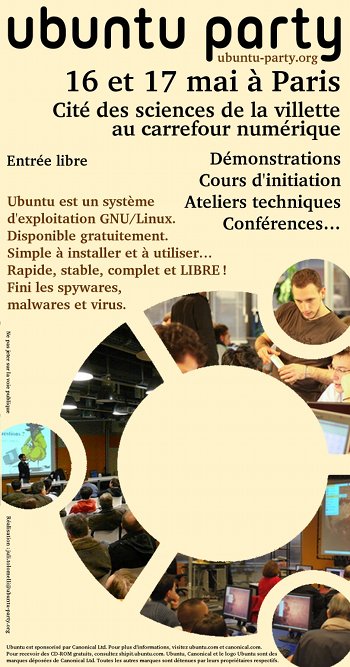 ubuntu party
ubuntu-party.org
16 et 17 mai à Paris
Cité des sciences de la villette
au carrefour numérique
Entrée libre
Démonstrations
Cours d'initiation
Ateliers techniques
Conférences...
Ubuntu est un système
d'exploitation GNU/Linux.
Disponible gratuitement.
Simple à installer et à utiliser...
Rapide, stable, complet et LIBRE !
Fini les spywares,
malwares et virus.
Ne pas jeter sur la voie publique
Ubuntu est sponsorisé par Canonical Ltd. Pour plus d'informations, visitez ubuntu.com et canonical.com.
Pour recevoir des CD-ROM gratuits, consultez shipit.ubuntu.com. Ubuntu, Canonical et le logo Ubuntu sont des
marques déposées de Canonical Ltd. Toutes les autres marques sont détenues par leurs propriétaires respectifs.